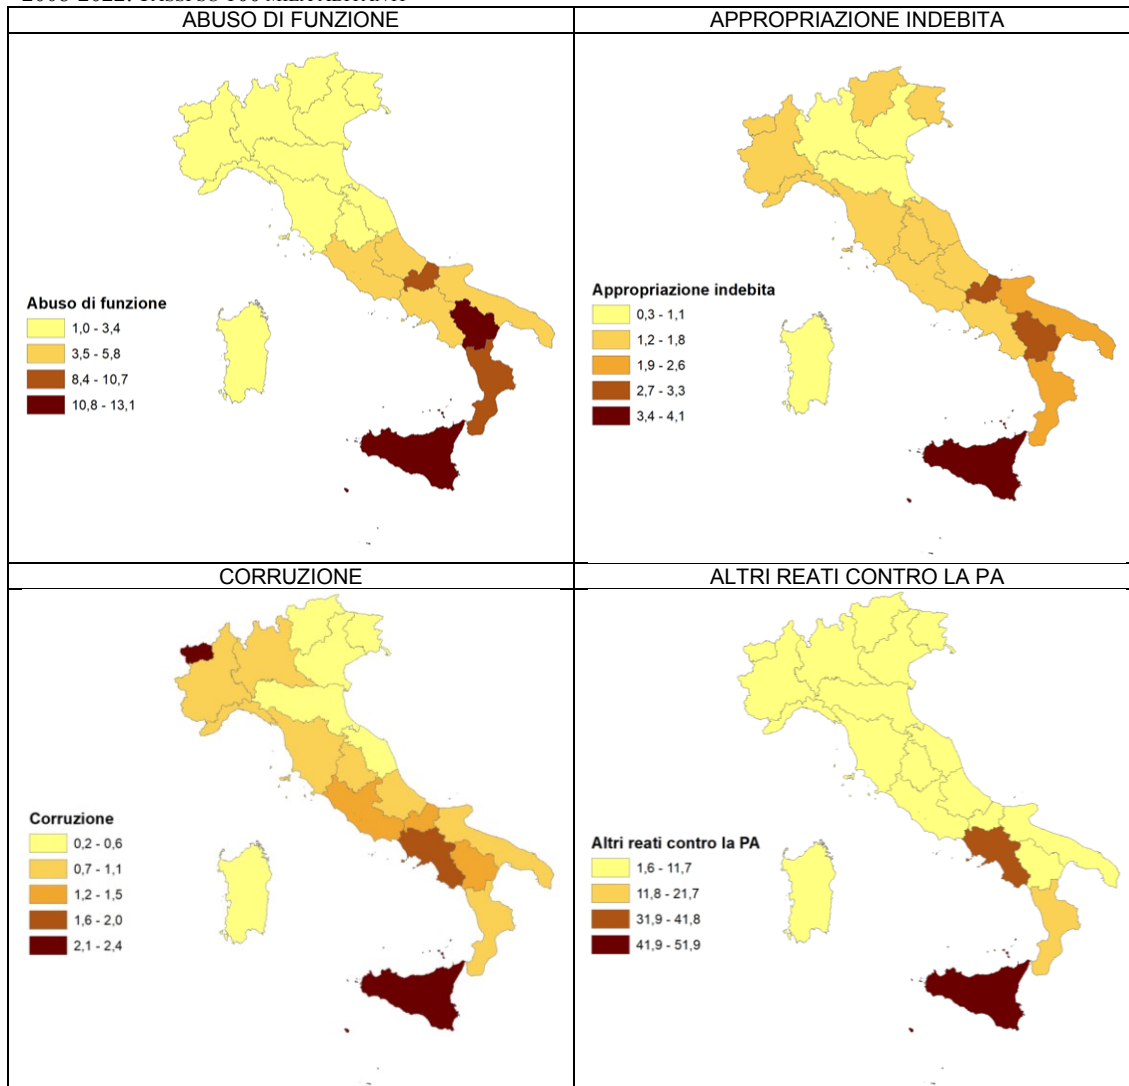 ABUSO DI FUNZIONE
APPROPRIAZIONE INDEBITA
Abuso di funzione
1,0 - 3,4
3,5 - 5,8
8,4 - 10,7
10,8 - 13,1
Appropriazione indebita
0,3 - 1,1
1,2 - 1,8
1,9 - 2,6
2,7 - 3,3
3,4 - 4,1
CORRUZIONE
ALTRI REATI CONTRO LA PA
Corruzione
0,2 - 0,6
0,7 - 1,1
1,2 - 1,5
1,6 - 2,0
2,1 - 2,4
Altri reati contro la PA
1,6 - 11,7
11,8 - 21,7
31,9 - 41,8
41,9 - 51,9